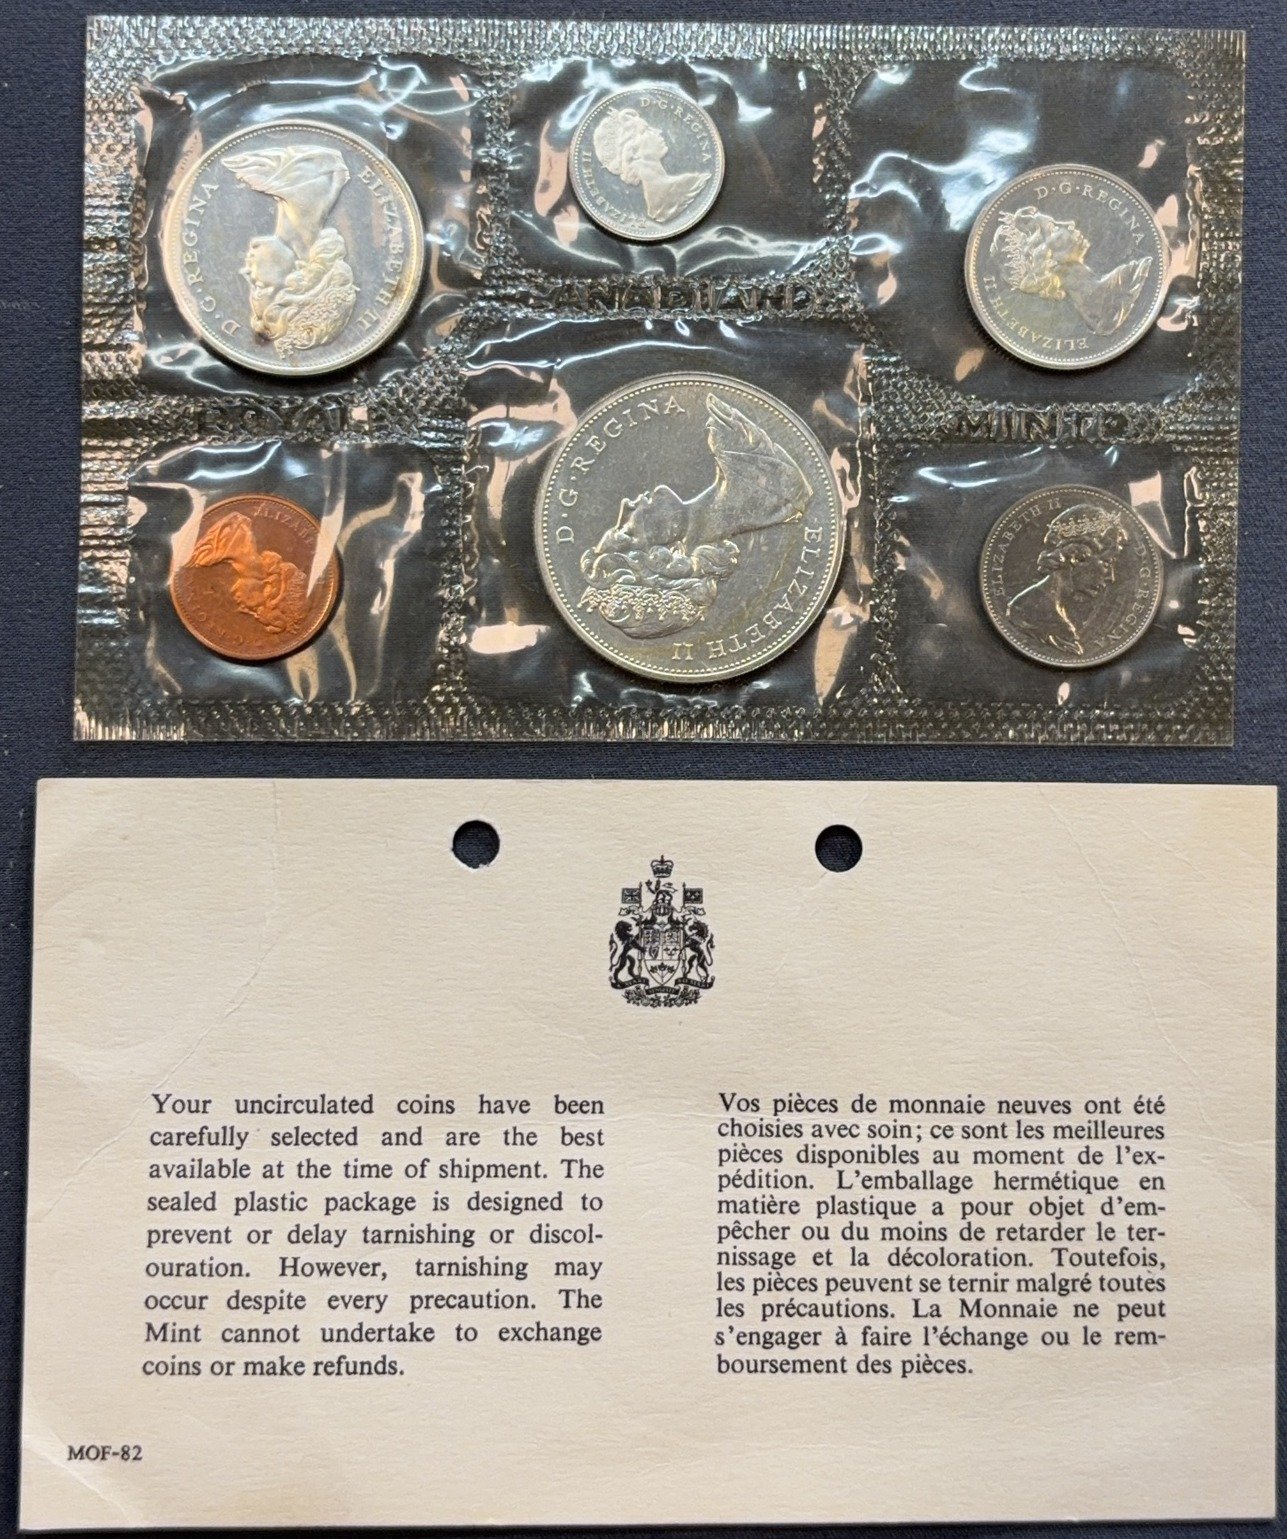 D·G·REGINA ELIZABETH II
ELIZABETH II D·G·REGINA
ELIZABETH II D·G·REGINA
CANADIAN
ROYAL
MINT
D·G·REGINA ELIZABETH II
ELIZABETH II D·G·REGINA
Your uncirculated coins have been
carefully selected and are the best
available at the time of shipment. The
sealed plastic package is designed to
prevent or delay tarnishing or discol-
ouration. However, tarnishing may
occur despite every precaution. The
Mint cannot undertake to exchange
coins or make refunds.
Vos pièces de monnaie neuves ont été
choisies avec soin; ce sont les meilleures
pièces disponibles au moment de l'ex-
pédition. L'emballage hermétique en
matière plastique a pour objet d'em-
pêcher ou du moins de retarder le ter-
nissage et la décoloration. Toutefois,
les pièces peuvent se ternir malgré toutes
les précautions. La Monnaie ne peut
s'engager à faire l'échange ou le rem-
boursement des pièces.
MOF-82